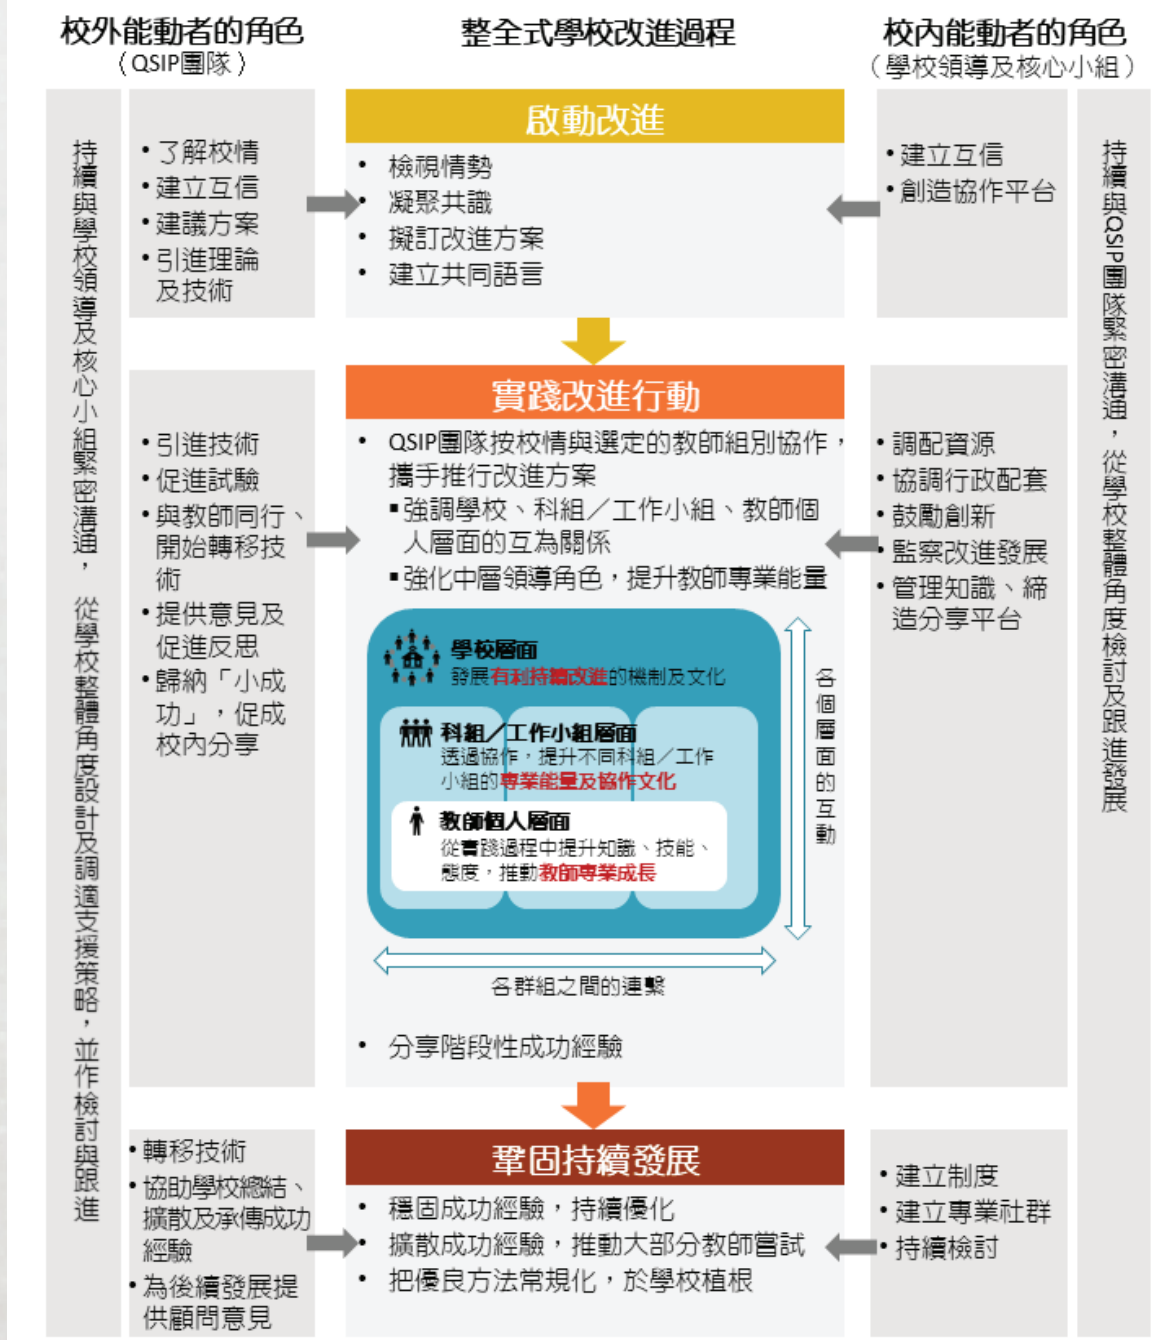 校外能動者的角色
（QSIP團隊）
整全式學校改進過程
校內能動者的角色
（學校領導及核心小組）
持續與學校領導及核心小組緊密溝通，從學校整體角度設計及調適支援策略，並作檢討與跟進
•了解校情
•建立互信
•建議方案
•引進理論
及技術
啟動改進
• 檢視情勢
• 凝聚共識
• 擬訂改進方案
• 建立共同語言
•建立互信
•創造協作平台
持續與QSIP團隊緊密溝通，從學校整體角度檢討及跟進發展
•引進技術
•促進試驗
•與教師同行、
開始轉移技
術
•提供意見及
促進反思
•歸納「小成
功」，促成
校內分享
實踐改進行動
• QSIP團隊按校情與選定的教師組別協作，
攜手推行改進方案
▪強調學校、科組／工作小組、教師個
人層面的互為關係
▪強化中層領導角色，提升教師專業能量
學校層面
發展有利持續改進的機制及文化
科組／工作小組層面
透過協作，提升不同科組／工作
小組的專業能量及協作文化
教師個人層面
從實踐過程中提升知識、技能、
態度，推動教師專業成長
各個層面的互動
各群組之間的連繫
• 分享階段性成功經驗
•調配資源
•協調行政配套
•鼓勵創新
•監察改進發展
•管理知識、締
造分享平台
•轉移技術
•協助學校總結、
擴散及承傳成功
經驗
•為後續發展提
供顧問意見
鞏固持續發展
• 穩固成功經驗，持續優化
• 擴散成功經驗，推動大部分教師嘗試
• 把優良方法常規化，於學校植根
•建立制度
•建立專業社群
•持續檢討